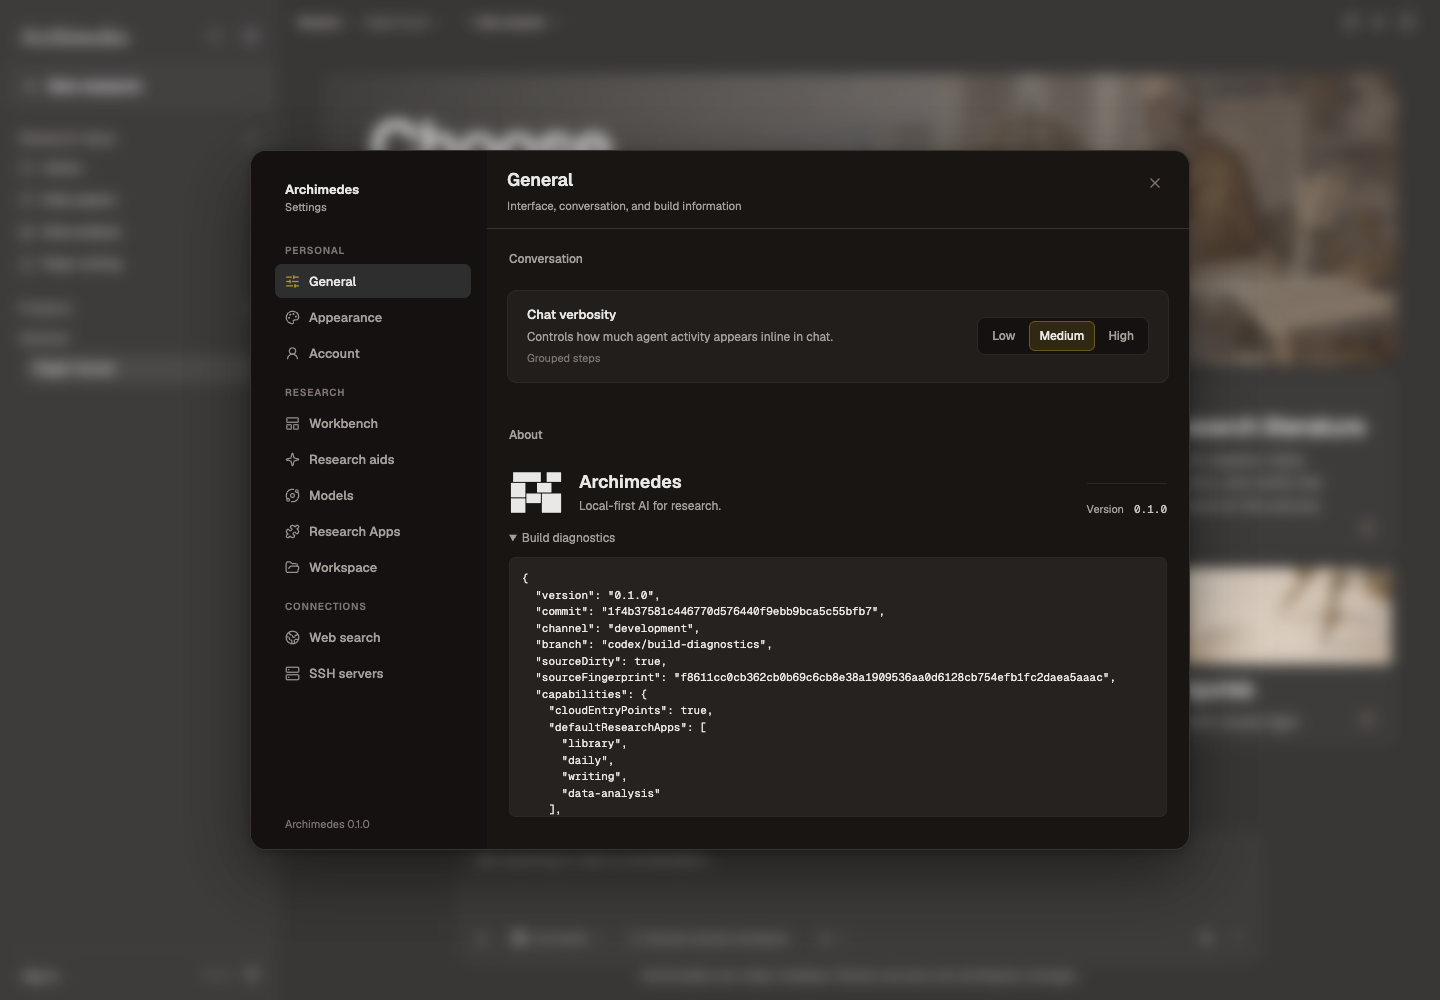 Choose
Archimedes
Settings
PERSONAL
General
Appearance
Account
RESEARCH
Workbench
Research aids
Models
Research Apps
Workspace
CONNECTIONS
Web search
SSH servers
Archimedes 0.1.0
General
Interface, conversation, and build information
Conversation
Chat verbosity
Controls how much agent activity appears inline in chat.
Grouped steps
Low
Medium
High
About
Archimedes
Local-first AI for research.
Version 0.1.0
▼ Build diagnostics
{
"version": "0.1.0",
"commit": "1f4b37581c446770d576440f9ebb9bca5c55bfb7",
"channel": "development",
"branch": "codex/build-diagnostics",
"sourceDirty": true,
"sourceFingerprint": "f8611cc0cb362cb0b69c6cb8e38a1909536aa0d6128cb754efb1fc2daea5aaac",
"capabilities": {
"cloudEntryPoints": true,
"defaultResearchApps": [
"library",
"daily",
"writing",
"data-analysis"
],